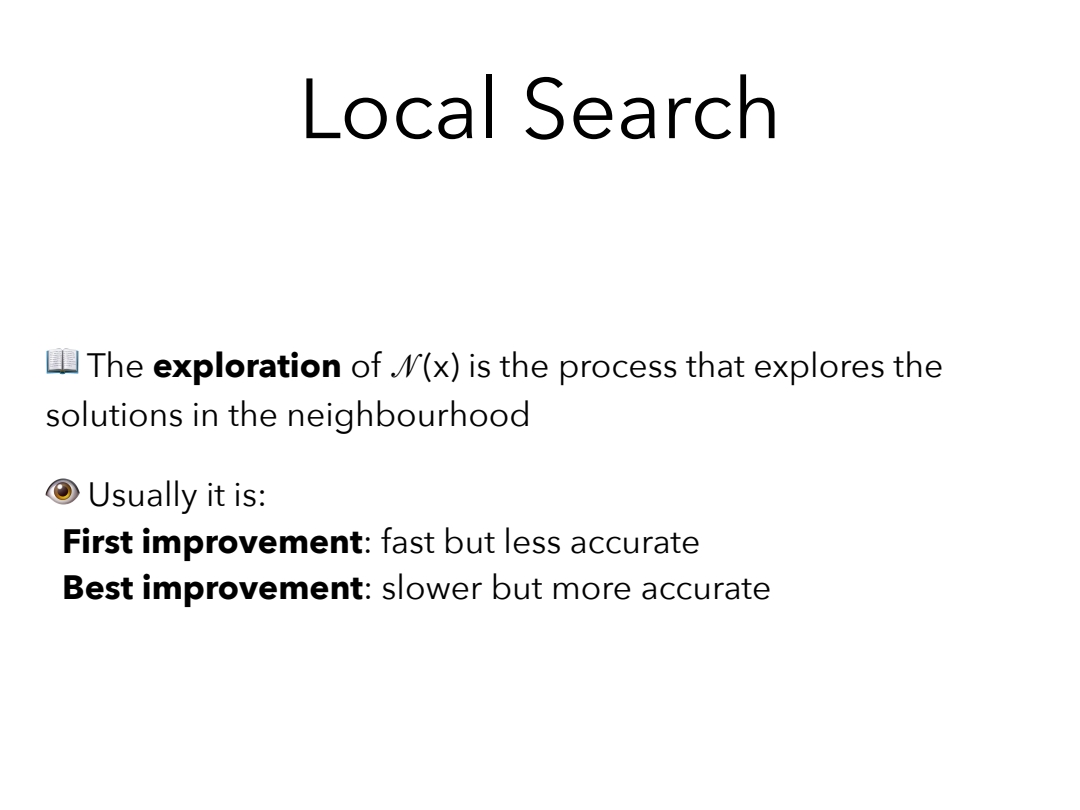 Local Search
📖 The exploration of 𝒩(x) is the process that explores the
solutions in the neighbourhood
👁 Usually it is:
First improvement: fast but less accurate
Best improvement: slower but more accurate